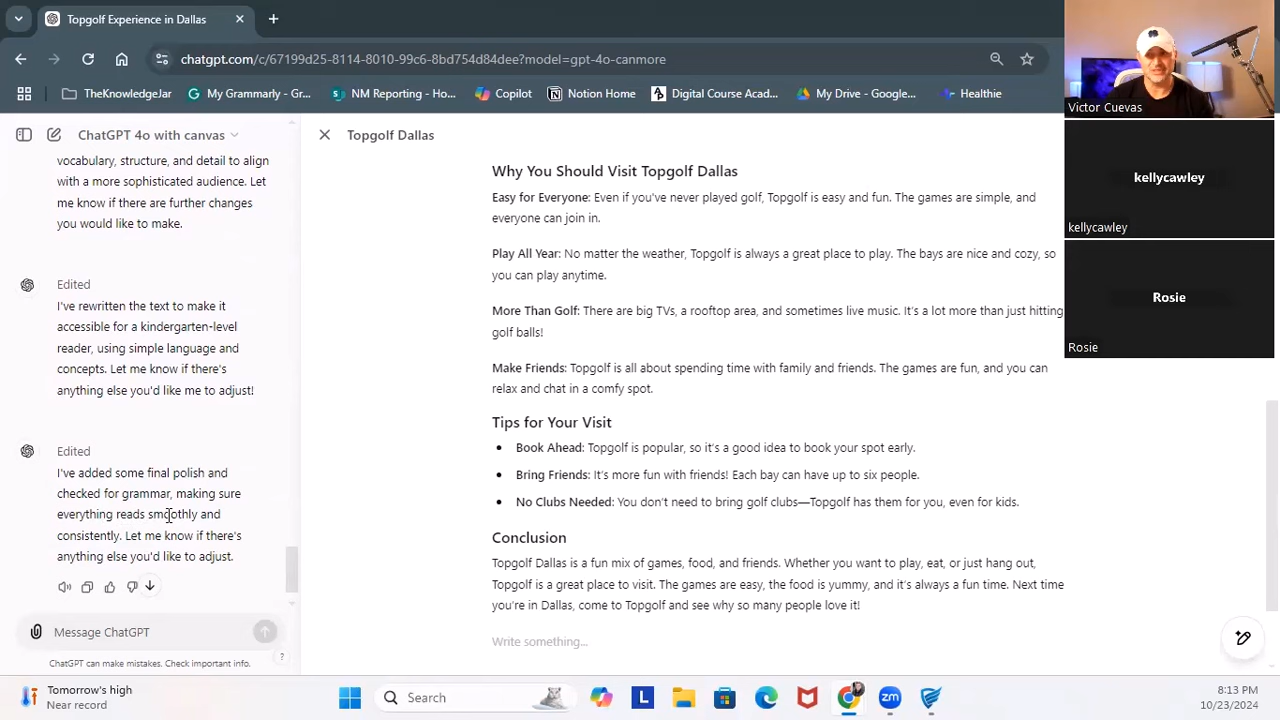 Topgolf Experience in Dallas
chatgpt.com/c/67199d25-8114-8010-99c6-8bd754d84dee?model=gpt-4o-canmore
TheKnowledgeJar
My Grammarly - Gr...
NM Reporting - Ho...
Copilot
Notion Home
Digital Course Acad...
My Drive - Google...
Healthie
ChatGPT 4o with canvas
vocabulary, structure, and detail to align
with a more sophisticated audience. Let
me know if there are further changes
you would like to make.
Edited
I've rewritten the text to make it
accessible for a kindergarten-level
reader, using simple language and
concepts. Let me know if there's
anything else you'd like me to adjust!
Edited
I've added some final polish and
checked for grammar, making sure
everything reads smoothly and
consistently. Let me know if there's
anything else you'd like to adjust.
Message ChatGPT
ChatGPT can make mistakes. Check important info.
?
Topgolf Dallas
Why You Should Visit Topgolf Dallas
Easy for Everyone: Even if you've never played golf, Topgolf is easy and fun. The games are simple, and
everyone can join in.
Play All Year: No matter the weather, Topgolf is always a great place to play. The bays are nice and cozy, so
you can play anytime.
More Than Golf: There are big TVs, a rooftop area, and sometimes live music. It's a lot more than just hitting
golf balls!
Make Friends: Topgolf is all about spending time with family and friends. The games are fun, and you can
relax and chat in a comfy spot.
Tips for Your Visit
Book Ahead: Topgolf is popular, so it's a good idea to book your spot early.
Bring Friends: It's more fun with friends! Each bay can have up to six people.
No Clubs Needed: You don't need to bring golf clubs—Topgolf has them for you, even for kids.
Conclusion
Topgolf Dallas is a fun mix of games, food, and friends. Whether you want to play, eat, or just hang out,
Topgolf is a great place to visit. The games are easy, the food is yummy, and it's always a fun time. Next time
you're in Dallas, come to Topgolf and see why so many people love it!
Write something...
Victor Cuevas
kellycawley
kellycawley
Rosie
Rosie
Tomorrow's high
Near record
Search
8:13 PM
10/23/2024